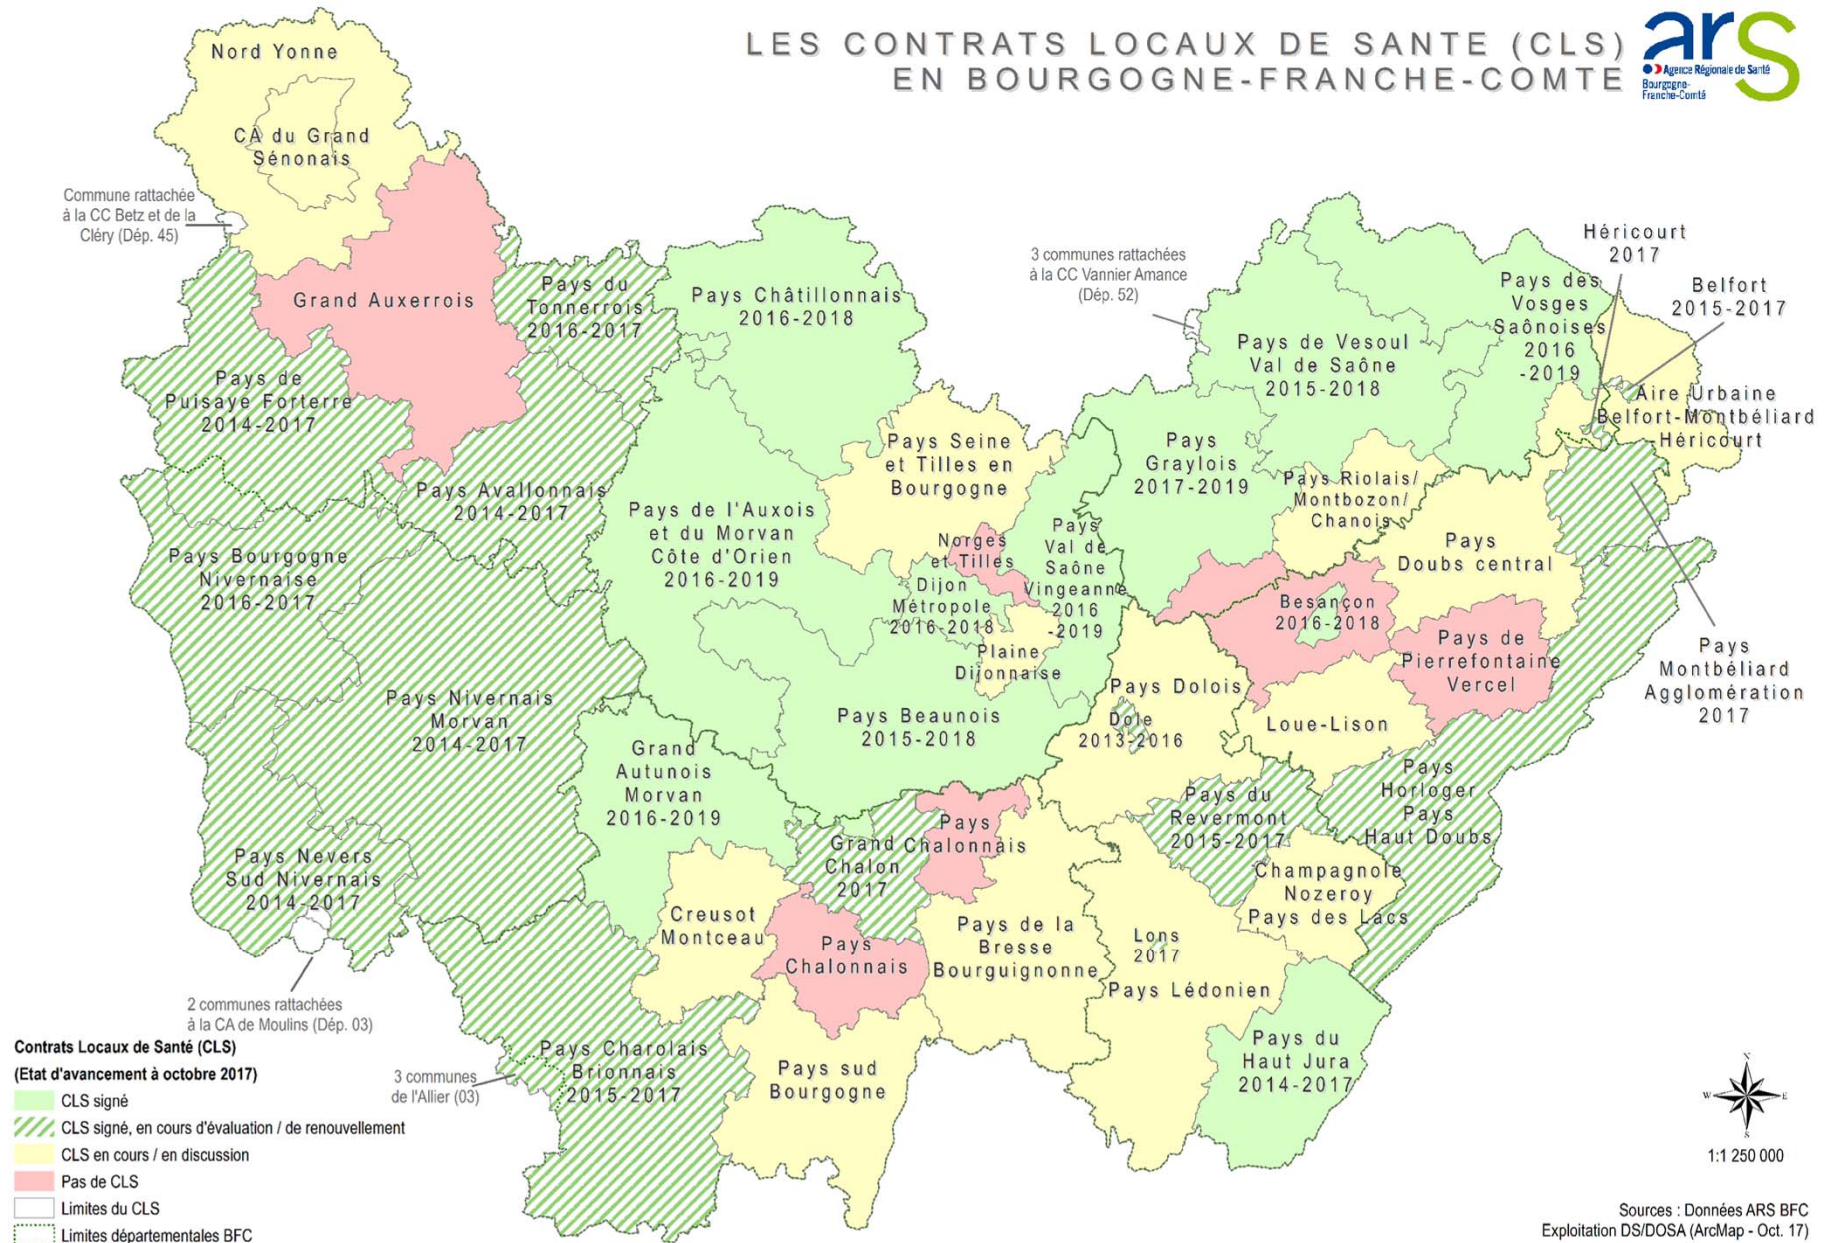 LES CONTRATS LOCAUX DE SANTE (CLS)
EN BOURGOGNE-FRANCHE-COMTE
ars
Agence Régionale de Santé
Bourgogne-
Franche-Comté
Nord Yonne
CA du Grand
Sénonais
Commune rattachée
à la CC Betz et de la
Cléry (Dép. 45)
Grand Auxerrois
Pays du
Tonnerrois
2016-2017
Pays Châtillonnais
2016-2018
3 communes rattachées
à la CC Vannier Amance
(Dép. 52)
Héricourt
2017
Belfort
2015-2017
Pays des
Vosges
Saônoises
2016
-2019
Pays de Vesoul
Val de Saône
2015-2018
Aire Urbaine
Belfort-Montbéliard
-Héricourt
Pays de
Puisaye Forterre
2014-2017
Pays Avallonnais
2014-2017
Pays Seine
et Tilles en
Bourgogne
Pays
Graylois
2017-2019
Pays Riolais/
Montbozon/
Chanois
Pays de l'Auxois
et du Morvan
Côte d'Orien
2016-2019
Norges
et Tilles
Pays
Val de
Saône
Vingeanne
2016
-2019
Dijon
Métropole
2016-2018
Plaine
Dijonnaise
Pays
Doubs central
Besançon
2016-2018
Pays de
Pierrefontaine
Vercel
Pays
Montbéliard
Agglomération
2017
Pays Bourgogne
Nivernaise
2016-2017
Pays Nivernais
Morvan
2014-2017
Pays Beaunois
2015-2018
Pays Dolois
Dole
2013-2016
Loue-Lison
Grand
Autunois
Morvan
2016-2019
Pays
Horloger
Pays
Haut Doubs
Pays du
Revermont
2015-2017
Grand
Chalon
2017
Pays
Chalonnais
Pays Nevers
Sud Nivernais
2014-2017
Champagnole
Nozeroy
Pays des Lacs
Creusot
Montceau
Pays
Chalonnais
Pays de la
Bresse
Bourguignonne
Lons
2017
Pays Lédonien
2 communes rattachées
à la CA de Moulins (Dép. 03)
3 communes
de l'Allier (03)
Pays Charolais
Brionnais
2015-2017
Pays sud
Bourgogne
Pays du
Haut Jura
2014-2017
Contrats Locaux de Santé (CLS)
(Etat d'avancement à octobre 2017)
CLS signé
CLS signé, en cours d'évaluation / de renouvellement
CLS en cours / en discussion
Pas de CLS
Limites du CLS
Limites départementales BFC
N
W
E
S
1:1 250 000
Sources : Données ARS BFC
Exploitation DS/DOSA (ArcMap - Oct. 17)